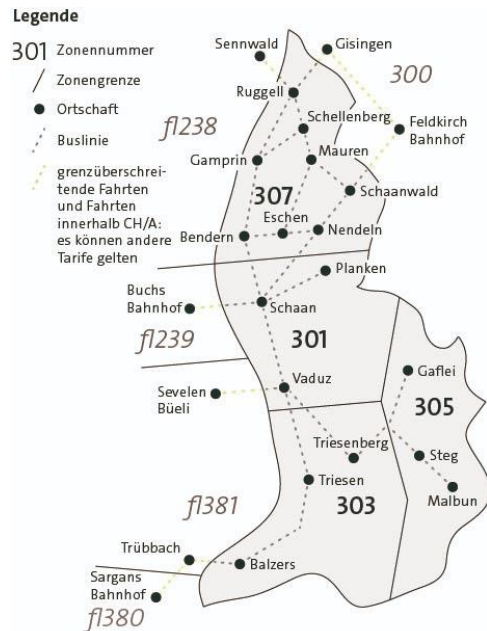 Legende
301 Zonennummer
Zonengrenze
Ortschaft
Buslinie
grenzüberschrei-
tende Fahrten
und Fahrten
innerhalb CH/A:
es können andere
Tarife gelten
Sennwald
Gisingen
300
Ruggell
fl238
Schellenberg
Feldkirch
Bahnhof
Mauren
Gamprin
Schaanwald
307
Eschen
Bendern
Nendeln
Planken
Buchs
Bahnhof
Schaan
fl239
301
Gaflei
Vaduz
Sevelen
Büeli
305
Triesenberg
Steg
Triesen
Malbun
303
fl381
Trübbach
Balzers
Sargans
Bahnhof
fl380